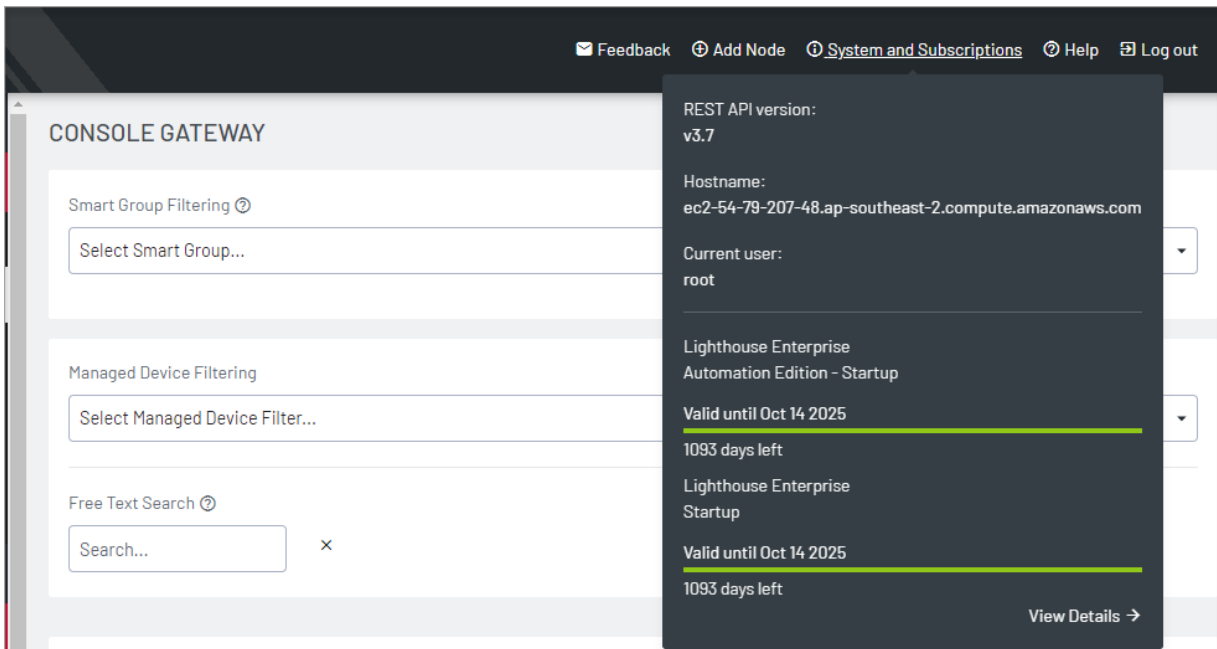 Feedback Add Node System and Subscriptions Help Log out
CONSOLE GATEWAY
Smart Group Filtering
Select Smart Group...
Managed Device Filtering
Select Managed Device Filter...
Free Text Search
Search...
REST API version:
v3.7
Hostname:
ec2-54-79-207-48.ap-southeast-2.compute.amazonaws.com
Current user:
root
Lighthouse Enterprise
Automation Edition - Startup
Valid until Oct 14 2025
1093 days left
Lighthouse Enterprise
Startup
Valid until Oct 14 2025
1093 days left
View Details